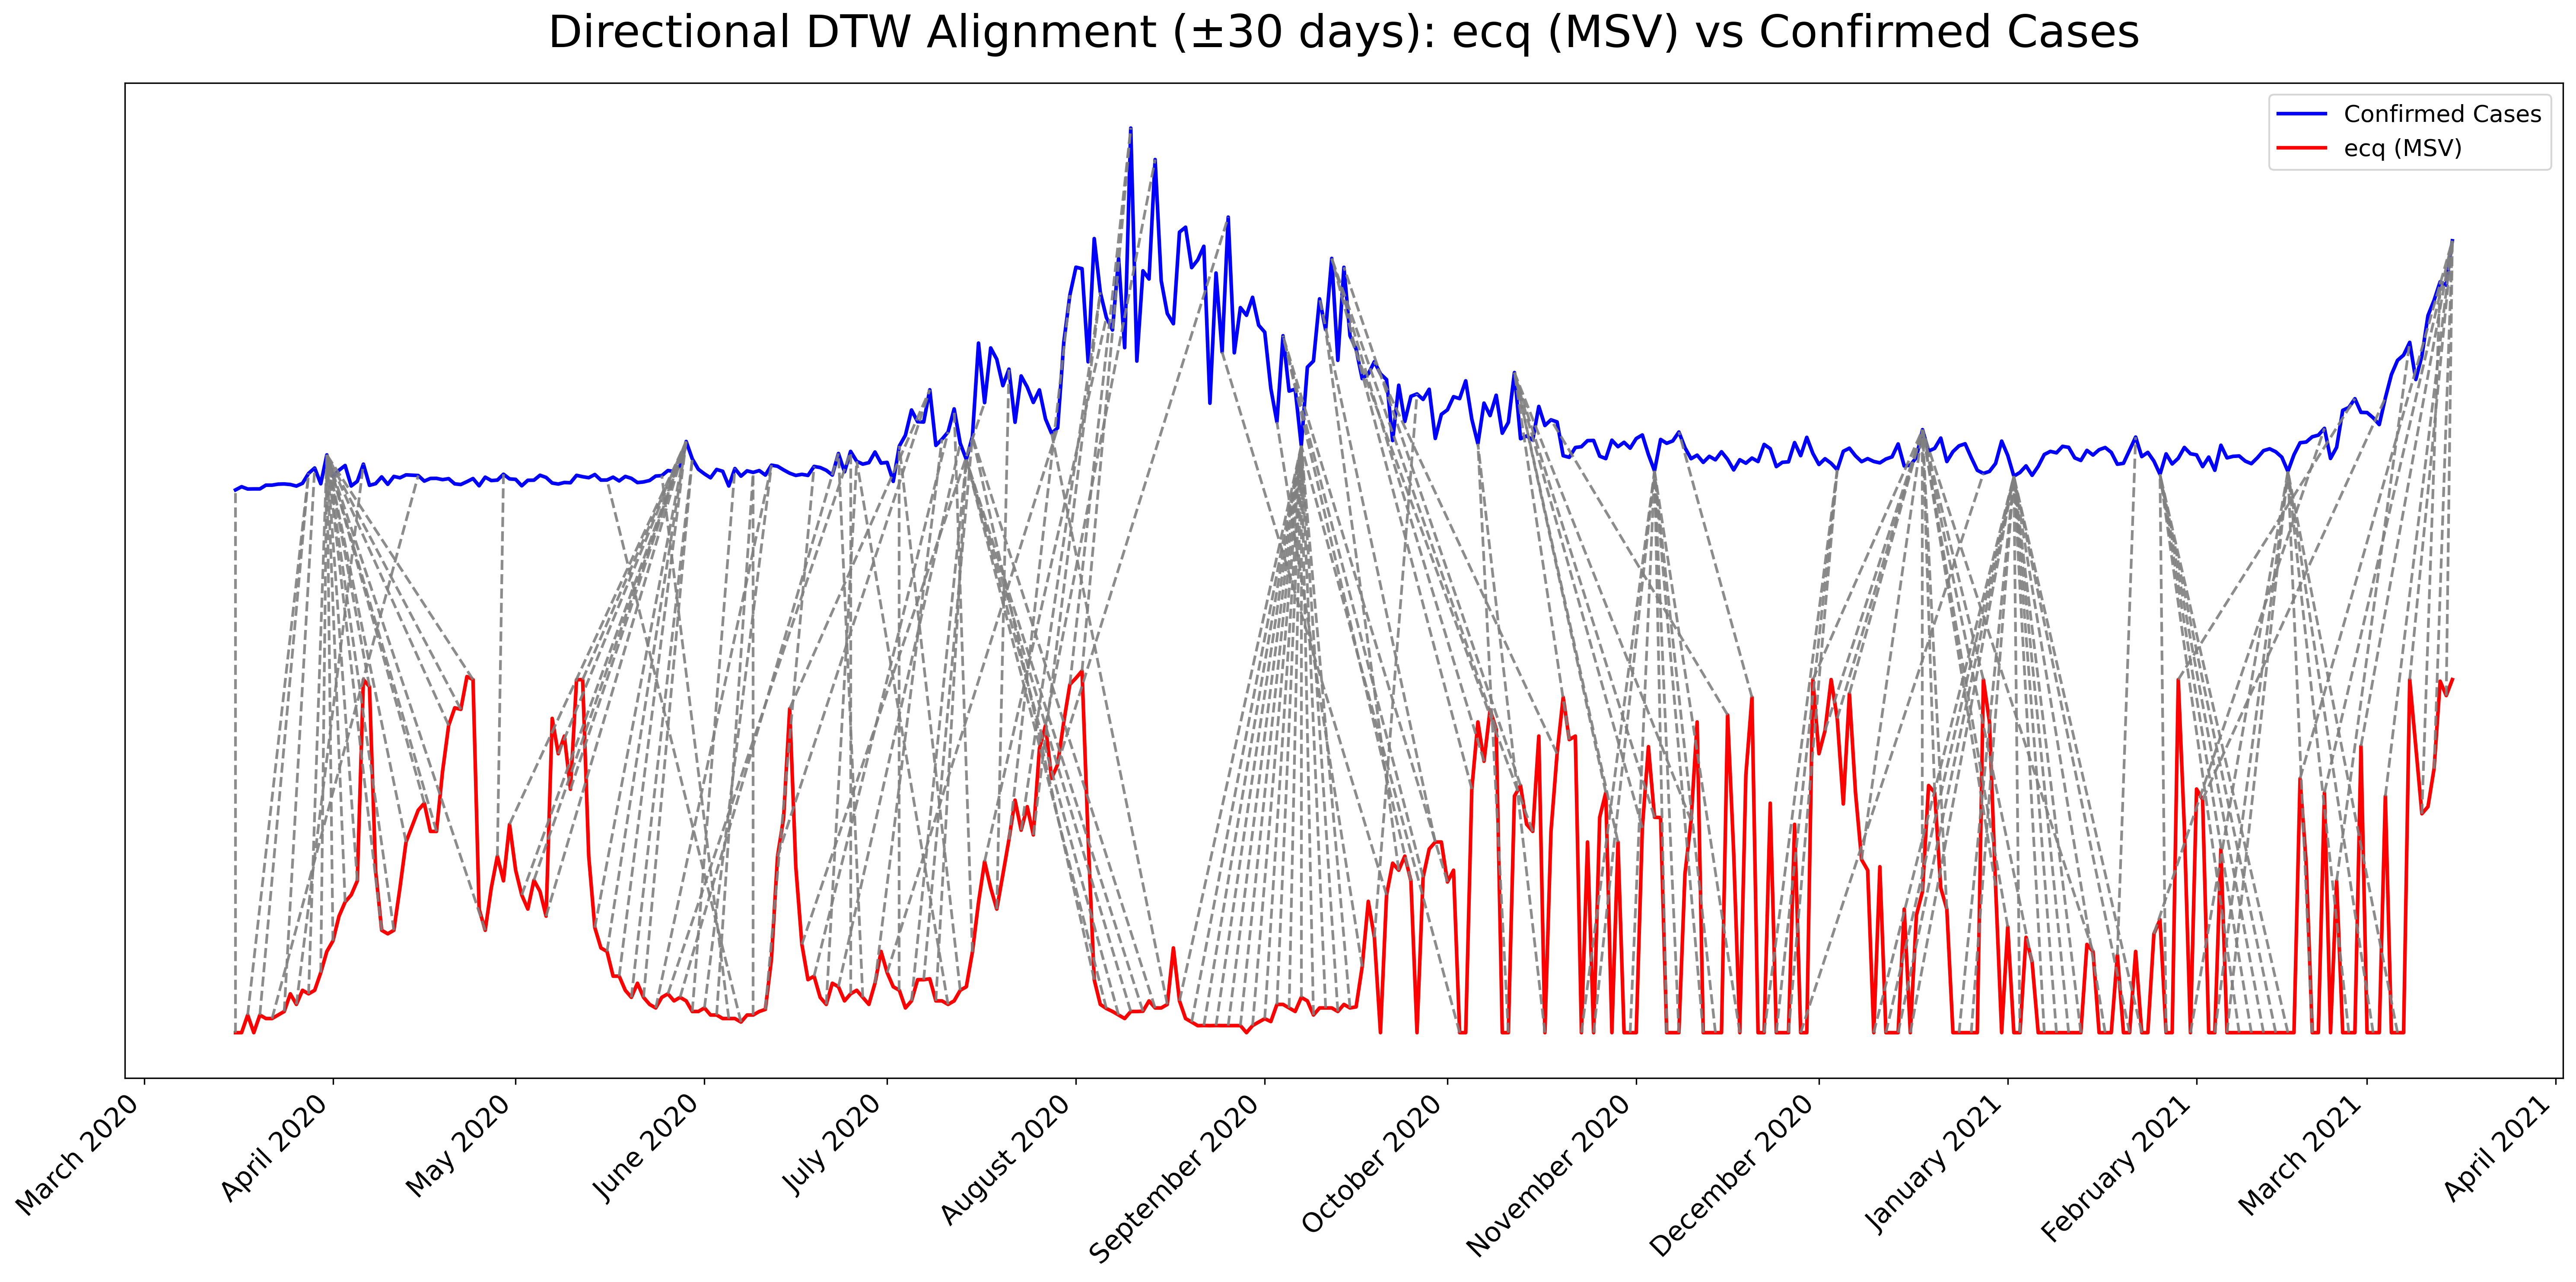 Directional DTW Alignment (±30 days): ecq (MSV) vs Confirmed Cases
Confirmed Cases
ecq (MSV)
March 2020
April 2020
May 2020
June 2020
July 2020
August 2020
September 2020
October 2020
November 2020
December 2020
January 2021
February 2021
March 2021
April 2021